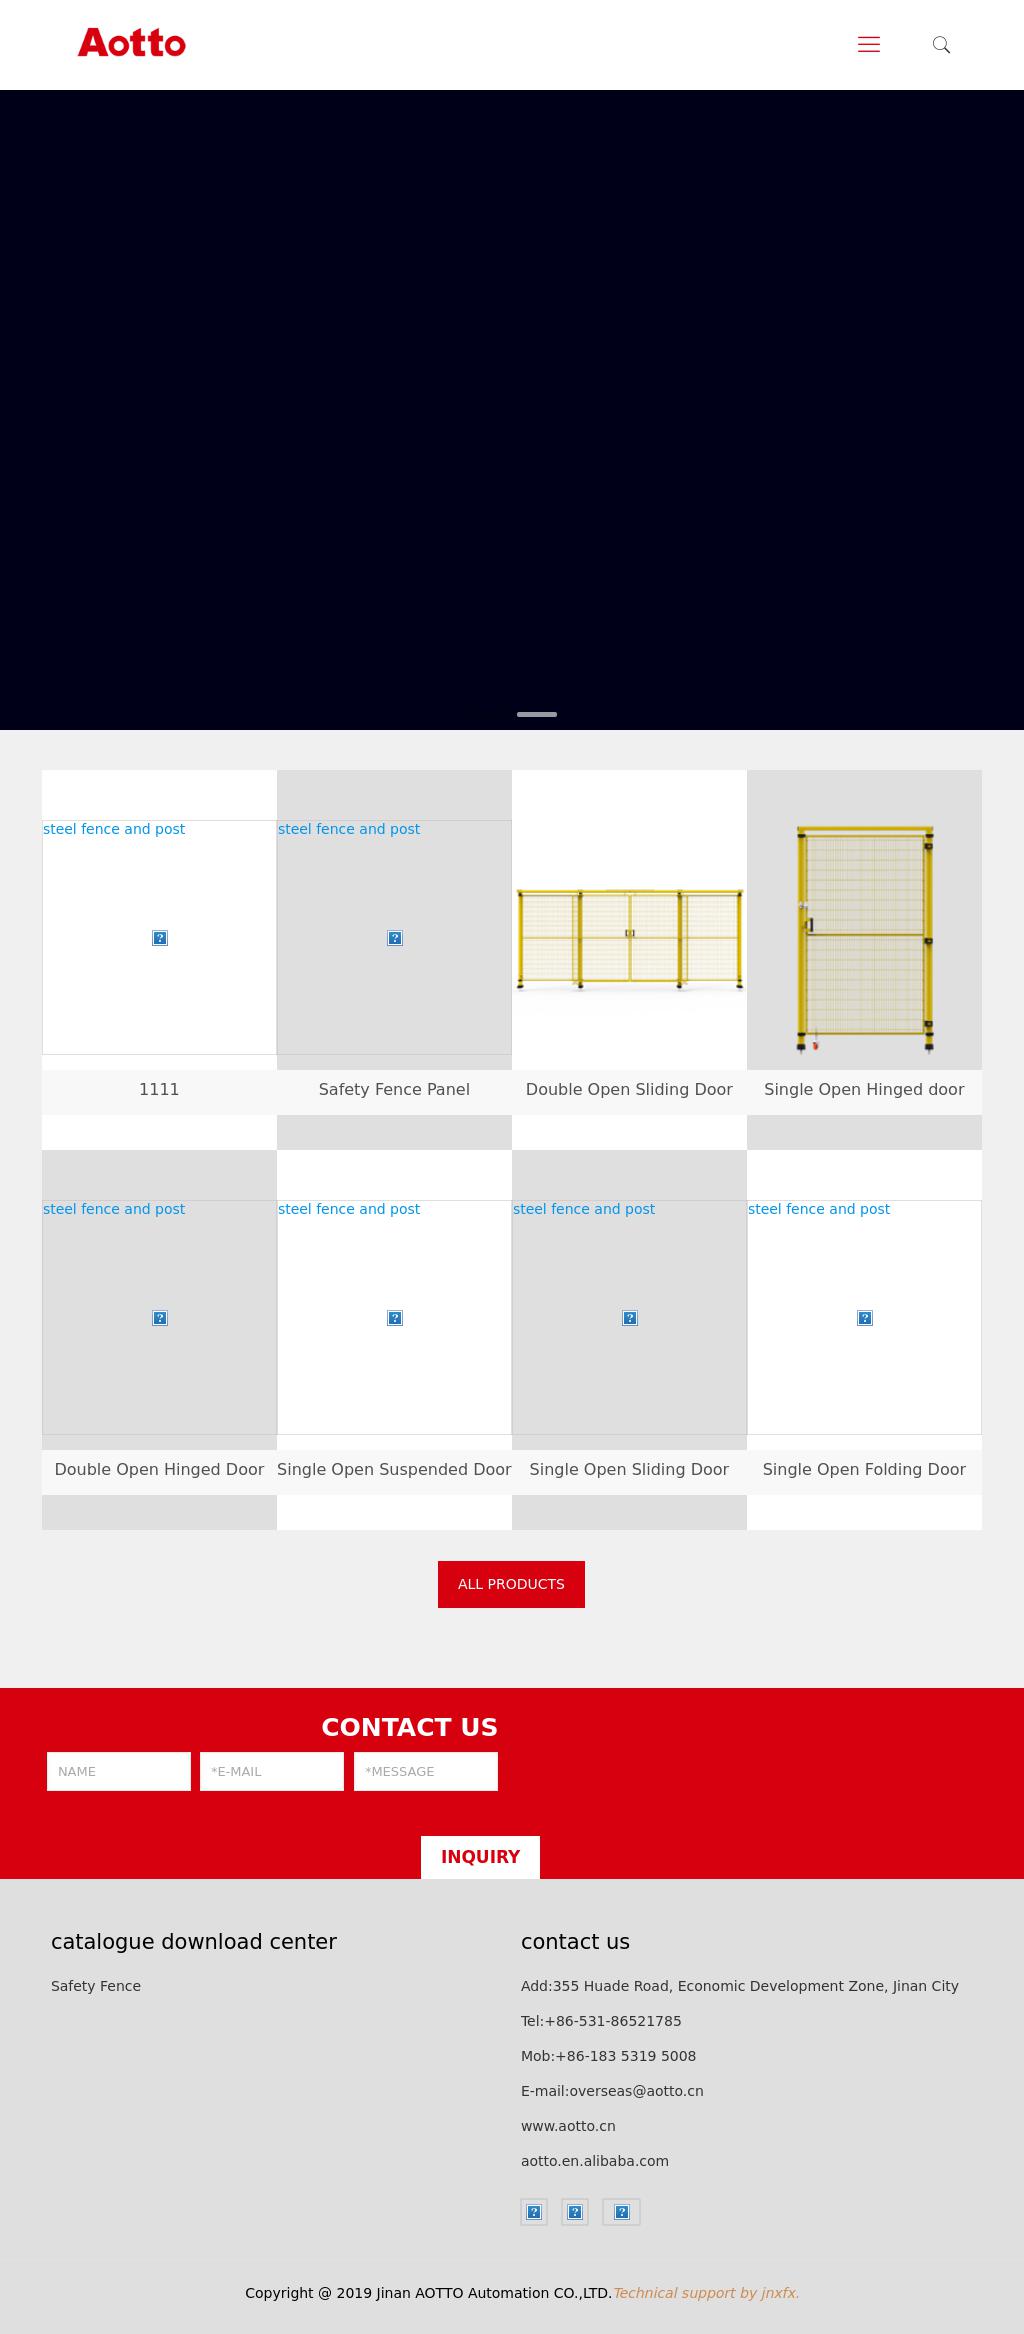 Aotto
steel fence and post
steel fence and post
1111
Safety Fence Panel
Double Open Sliding Door
Single Open Hinged door
steel fence and post
steel fence and post
steel fence and post
steel fence and post
Double Open Hinged Door
Single Open Suspended Door
Single Open Sliding Door
Single Open Folding Door
ALL PRODUCTS
CONTACT US
NAME
*E-MAIL
*MESSAGE
INQUIRY
catalogue download center
Safety Fence
contact us
Add:355 Huade Road, Economic Development Zone, Jinan City
Tel:+86-531-86521785
Mob:+86-183 5319 5008
E-mail:overseas@aotto.cn
www.aotto.cn
aotto.en.alibaba.com
Copyright @ 2019 Jinan AOTTO Automation CO.,LTD.Technical support by jnxfx.